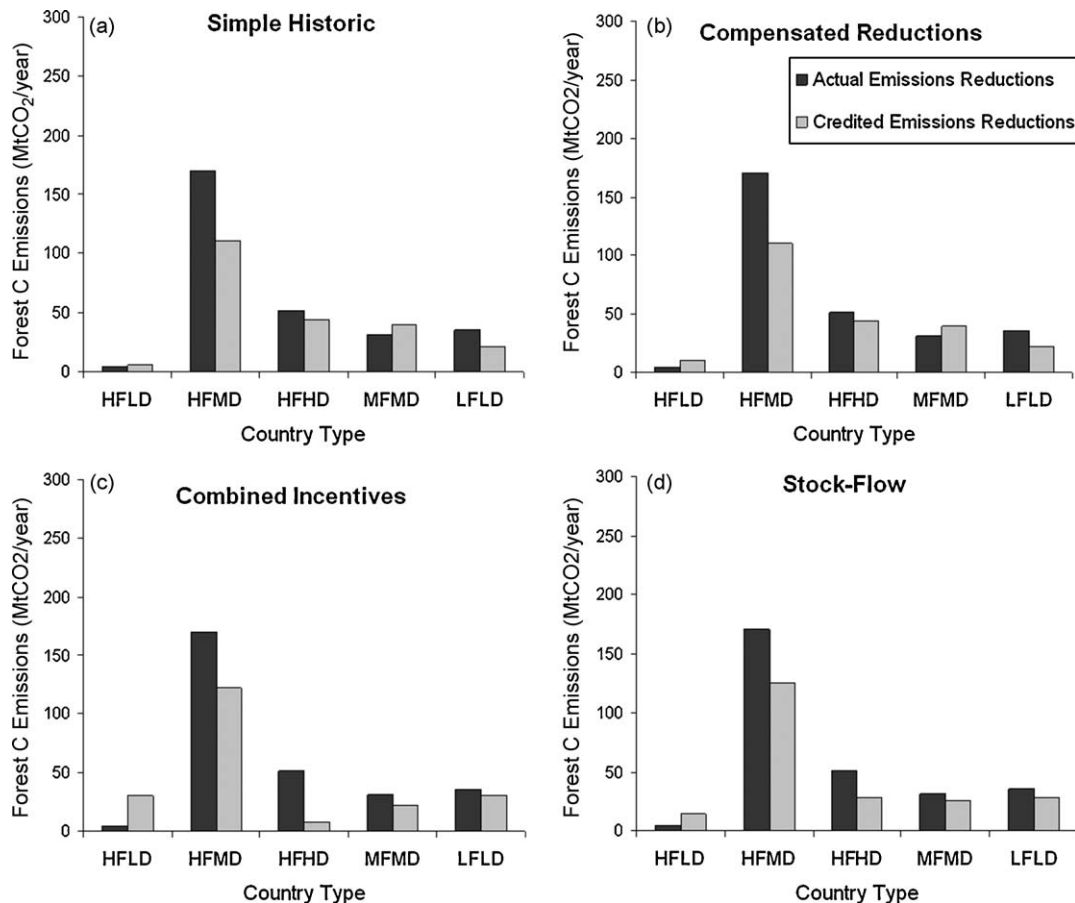 (a)
Simple Historic
Forest C Emissions (MtCO₂/year)
300
250
200
150
100
50
0
HFLD HFMD HFHD MFMD LFLD
Country Type
(b)
Compensated Reductions
Actual Emissions Reductions
Credited Emissions Reductions
Forest C Emissions (MtCO2/year)
300
250
200
150
100
50
0
HFLD HFMD HFHD MFMD LFLD
Country Type
(c)
Combined Incentives
Forest C Emissions (MtCO2/year)
300
250
200
150
100
50
0
HFLD HFMD HFHD MFMD LFLD
Country Type
(d)
Stock-Flow
Forest C Emissions (MtCO2/year)
300
250
200
150
100
50
0
HFLD HFMD HFHD MFMD LFLD
Country Type